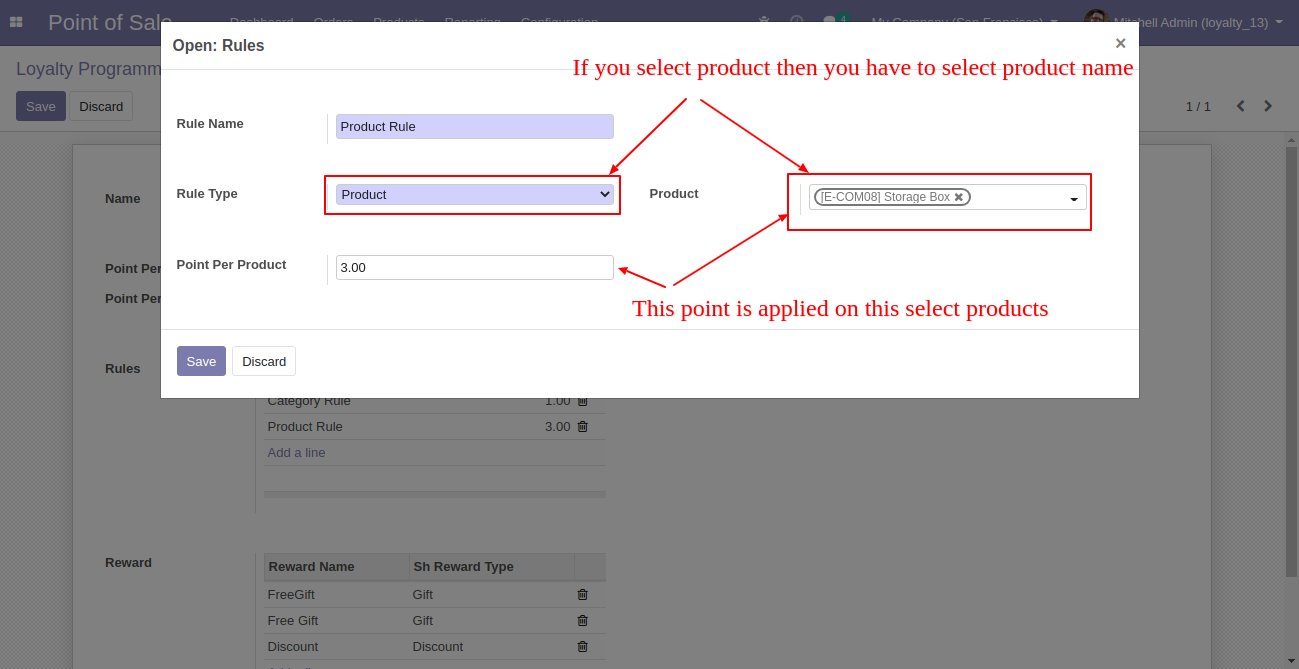 Point of Sale
Dashboard Orders Products Reporting Configuration
4 My Company (San Francisco) Mitchell Admin (loyalty_13)
Open: Rules ×
Loyalty Programm
If you select product then you have to select product name
Save Discard
1 / 1
Rule Name Product Rule
Name
Rule Type Product Product [E-COM08] Storage Box
Point Per
Point Per Product 3.00
Point Per
This point is applied on this select products
Save Discard
Rules
Category Rule 1.00
Product Rule 3.00
Add a line
Reward
Reward Name Sh Reward Type
FreeGift Gift
Free Gift Gift
Discount Discount